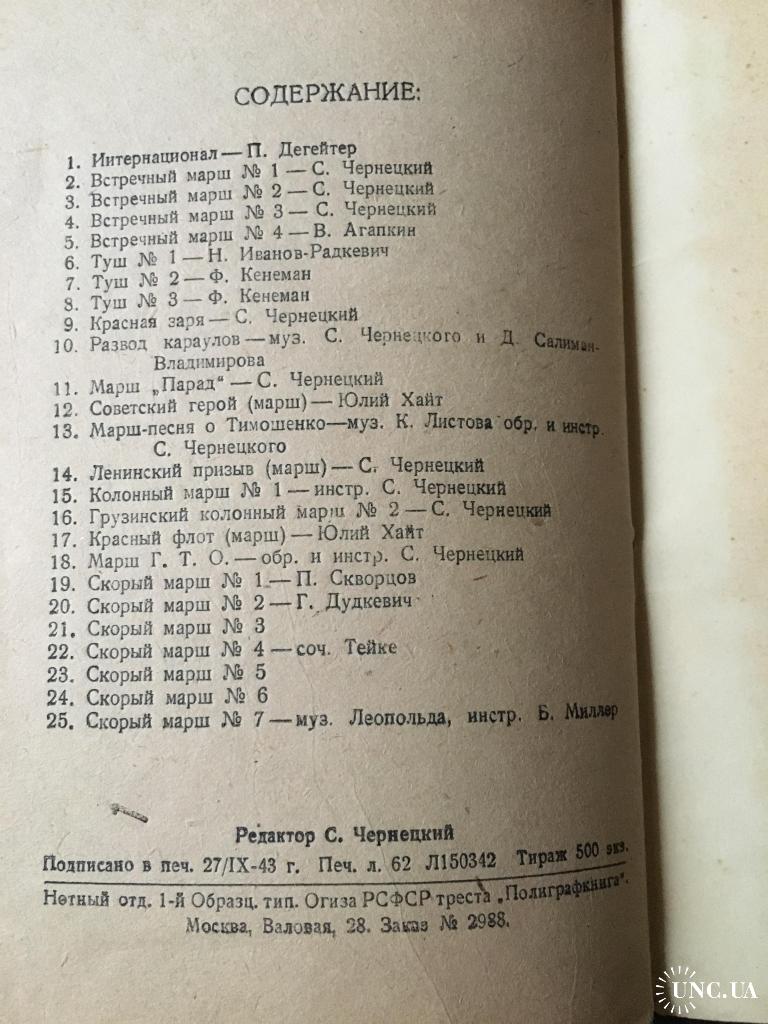 СОДЕРЖАНИЕ:
1. Интернационал — П. Дегейтер
2. Встречный марш № 1 — С. Чернецкий
3. Встречный марш № 2 — С. Чернецкий
4. Встречный марш № 3 — С. Чернецкий
5. Встречный марш № 4 — В. Агапкин
6. Туш № 1 — Н. Иванов-Радкевич
7. Туш № 2 — Ф. Кенеман
8. Туш № 3 — Ф. Кенеман
9. Красная заря — С. Чернецкий
10. Развод караулов — муз. С. Чернецкого и Д. Салиман-
Владимирова
11. Марш „Парад“ — С. Чернецкий
12. Советский герой (марш) — Юлий Хайт
13. Марш-песня о Тимошенко — муз. К. Листова обр. и инстр.
С. Чернецкого
14. Ленинский призыв (марш) — С. Чернецкий
15. Колонный марш № 1 — инстр. С. Чернецкий
16. Грузинский колонный марш № 2 — С. Чернецкий
17. Красный флот (марш) — Юлий Хайт
18. Марш Г. Т. О. — обр. и инстр. С. Чернецкий
19. Скорый марш № 1 — П. Скворцов
20. Скорый марш № 2 — Г. Дудкевич
21. Скорый марш № 3
22. Скорый марш № 4 — соч. Тейке
23. Скорый марш № 5
24. Скорый марш № 6
25. Скорый марш № 7 — муз. Леопольда, инстр. Б. Миллер
Редактор С. Чернецкий
Подписано в печ. 27/IX-43 г. Печ. л. 62 Л150342 Тираж 500 экз.
Нотный отд. 1-й Образц. тип. Огиза РСФСР треста „Полиграфкнига“.
Москва, Валовая, 28. Заказ № 2988.
UNC.UA